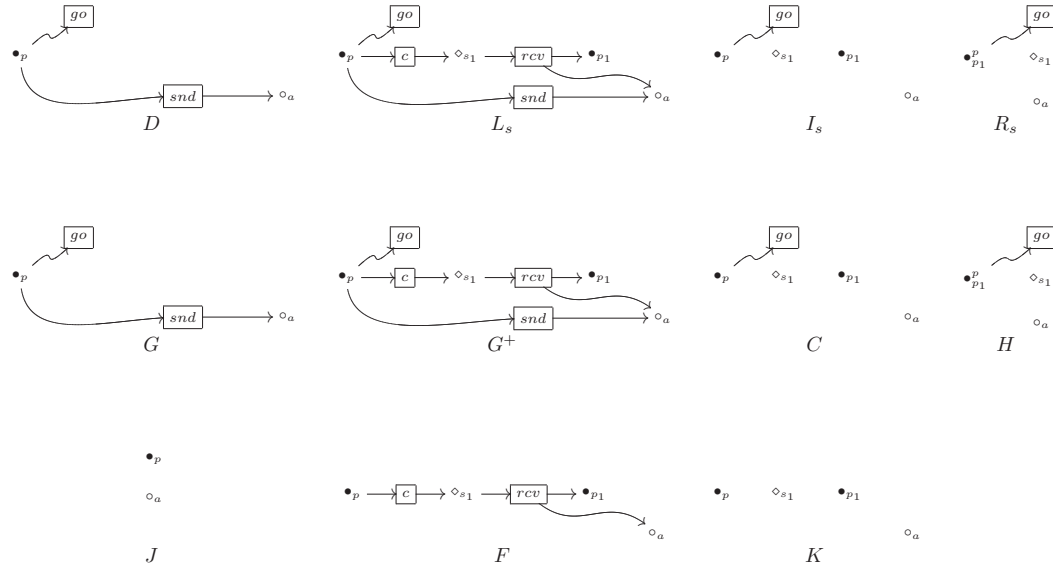 go go go
p p c s1 rcv p1 p s1 p1 p p1 s1
snd a snd a a a
D Ls Is Rs
go go go go
p p c s1 rcv p1 p s1 p1 p p1 s1
snd a snd a a a
G G+ C H
p
a
p c s1 rcv p1 p s1 p1
a a
J F K